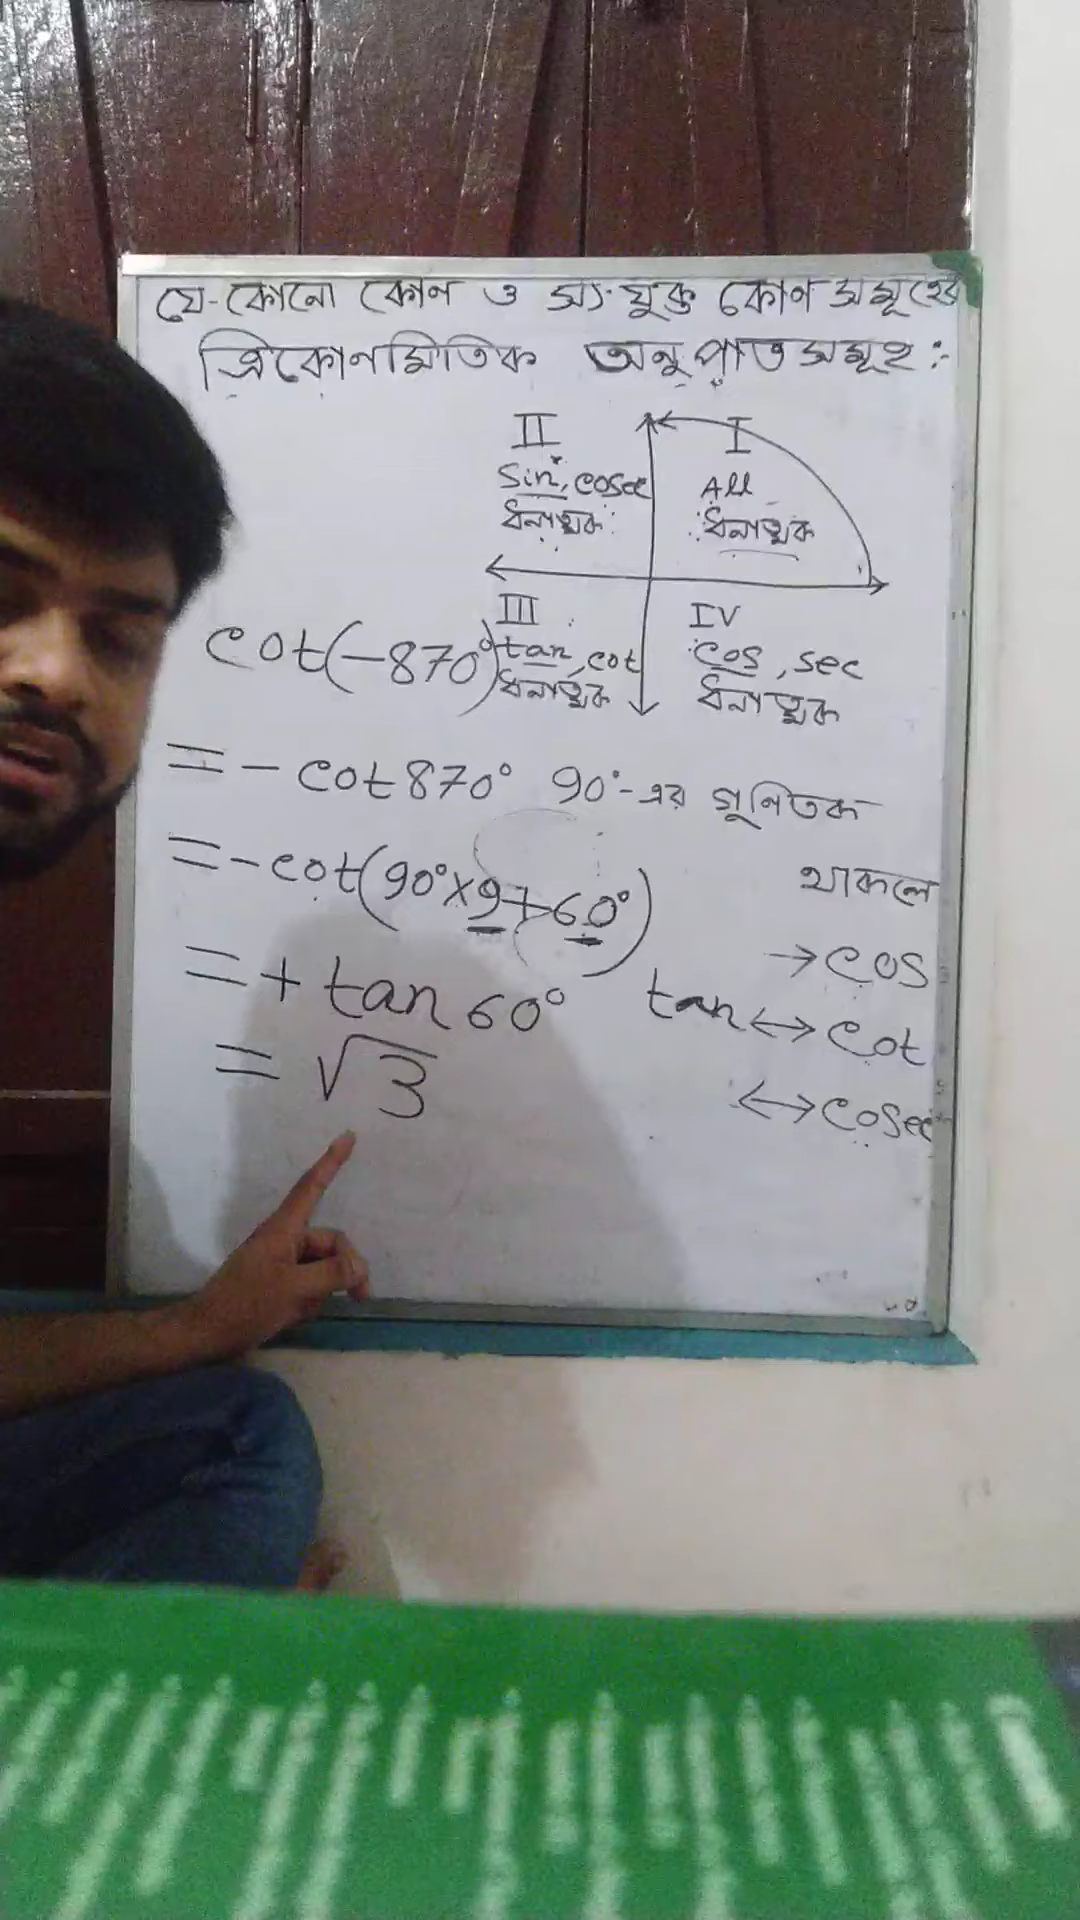 যে-কোনো কোণ ও সংযুক্ত কোণ সমূহের
ত্রিকোনমিতিক অনুপাতসমূহ :-
II
sin, cosec
ধনাত্মক
I
All
ধনাত্মক
III
tan, cot
ধনাত্মক
IV
cos, sec
ধনাত্মক
cot(-870°)
= - cot 870° 90°-এর গুনিতক
থাকলে
= - cot(90°×9+60°)
→ cos
= + tan 60° tan ↔ cot
= √3
↔ cosec